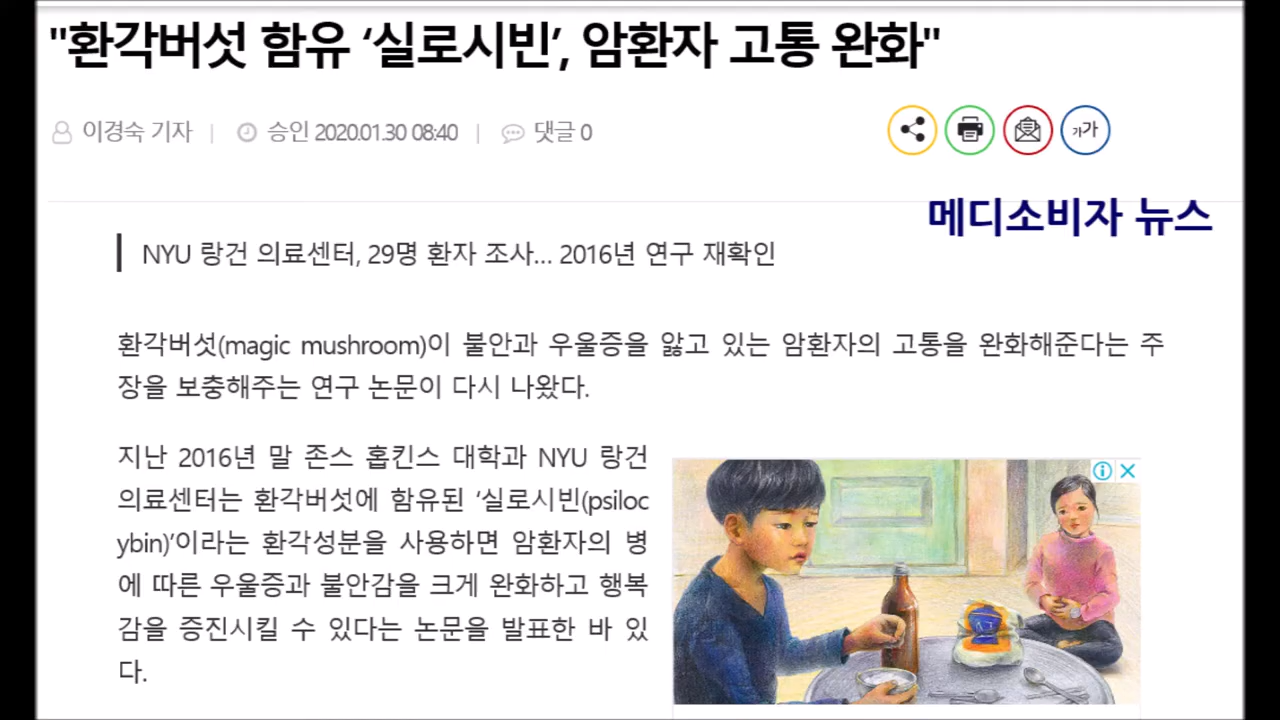 "환각버섯 함유 ‘실로시빈’, 암환자 고통 완화"
이경숙 기자 | 승인 2020.01.30 08:40 | 댓글 0
가가
메디소비자 뉴스
NYU 랑건 의료센터, 29명 환자 조사... 2016년 연구 재확인
환각버섯(magic mushroom)이 불안과 우울증을 앓고 있는 암환자의 고통을 완화해준다는 주
장을 보충해주는 연구 논문이 다시 나왔다.
지난 2016년 말 존스 홉킨스 대학과 NYU 랑건
의료센터는 환각버섯에 함유된 ‘실로시빈(psiloc
ybin)’이라는 환각성분을 사용하면 암환자의 병
에 따른 우울증과 불안감을 크게 완화하고 행복
감을 증진시킬 수 있다는 논문을 발표한 바 있
다.